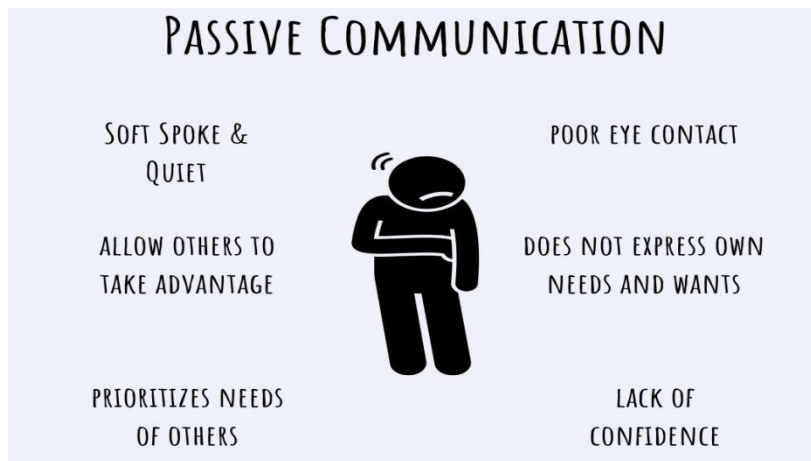 PASSIVE COMMUNICATION
SOFT SPOKE &
QUIET
POOR EYE CONTACT
ALLOW OTHERS TO
TAKE ADVANTAGE
DOES NOT EXPRESS OWN
NEEDS AND WANTS
PRIORITIZES NEEDS
OF OTHERS
LACK OF
CONFIDENCE